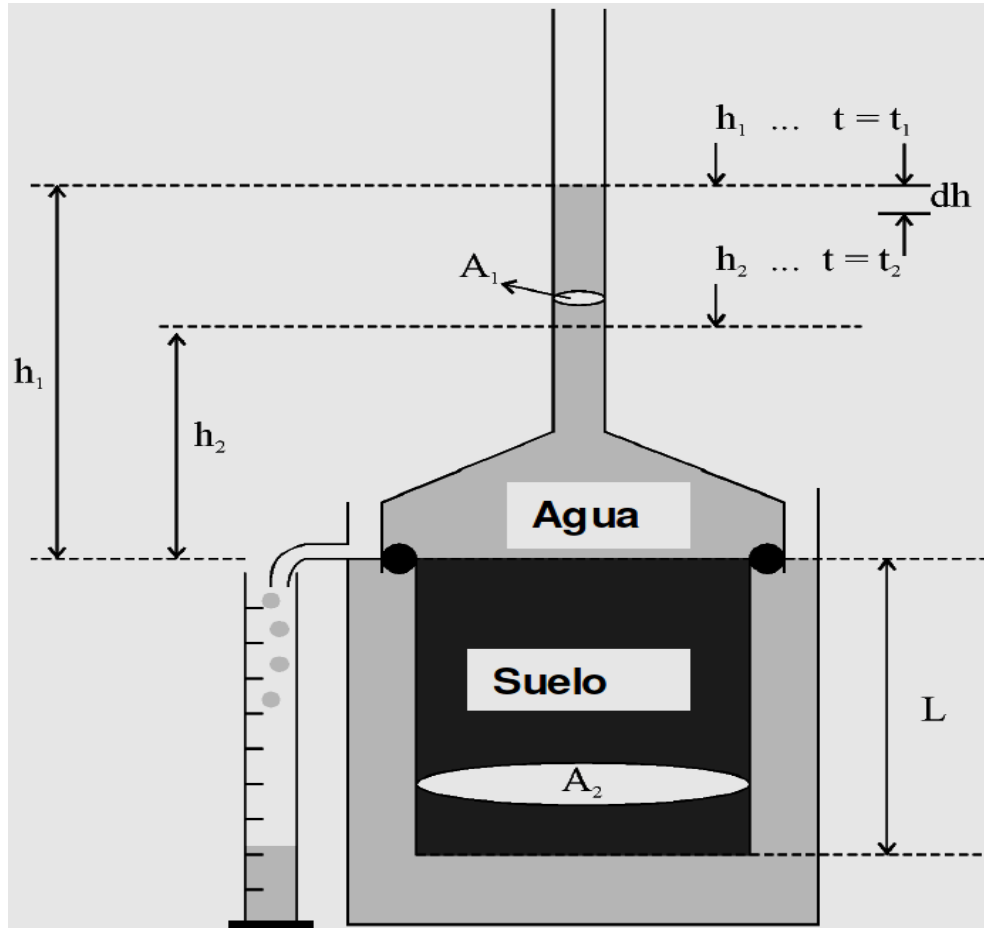 h₁ ... t = t₁
dh
h₂ ... t = t₂
A₁
h₁
h₂
Agua
Suelo
L
A₂